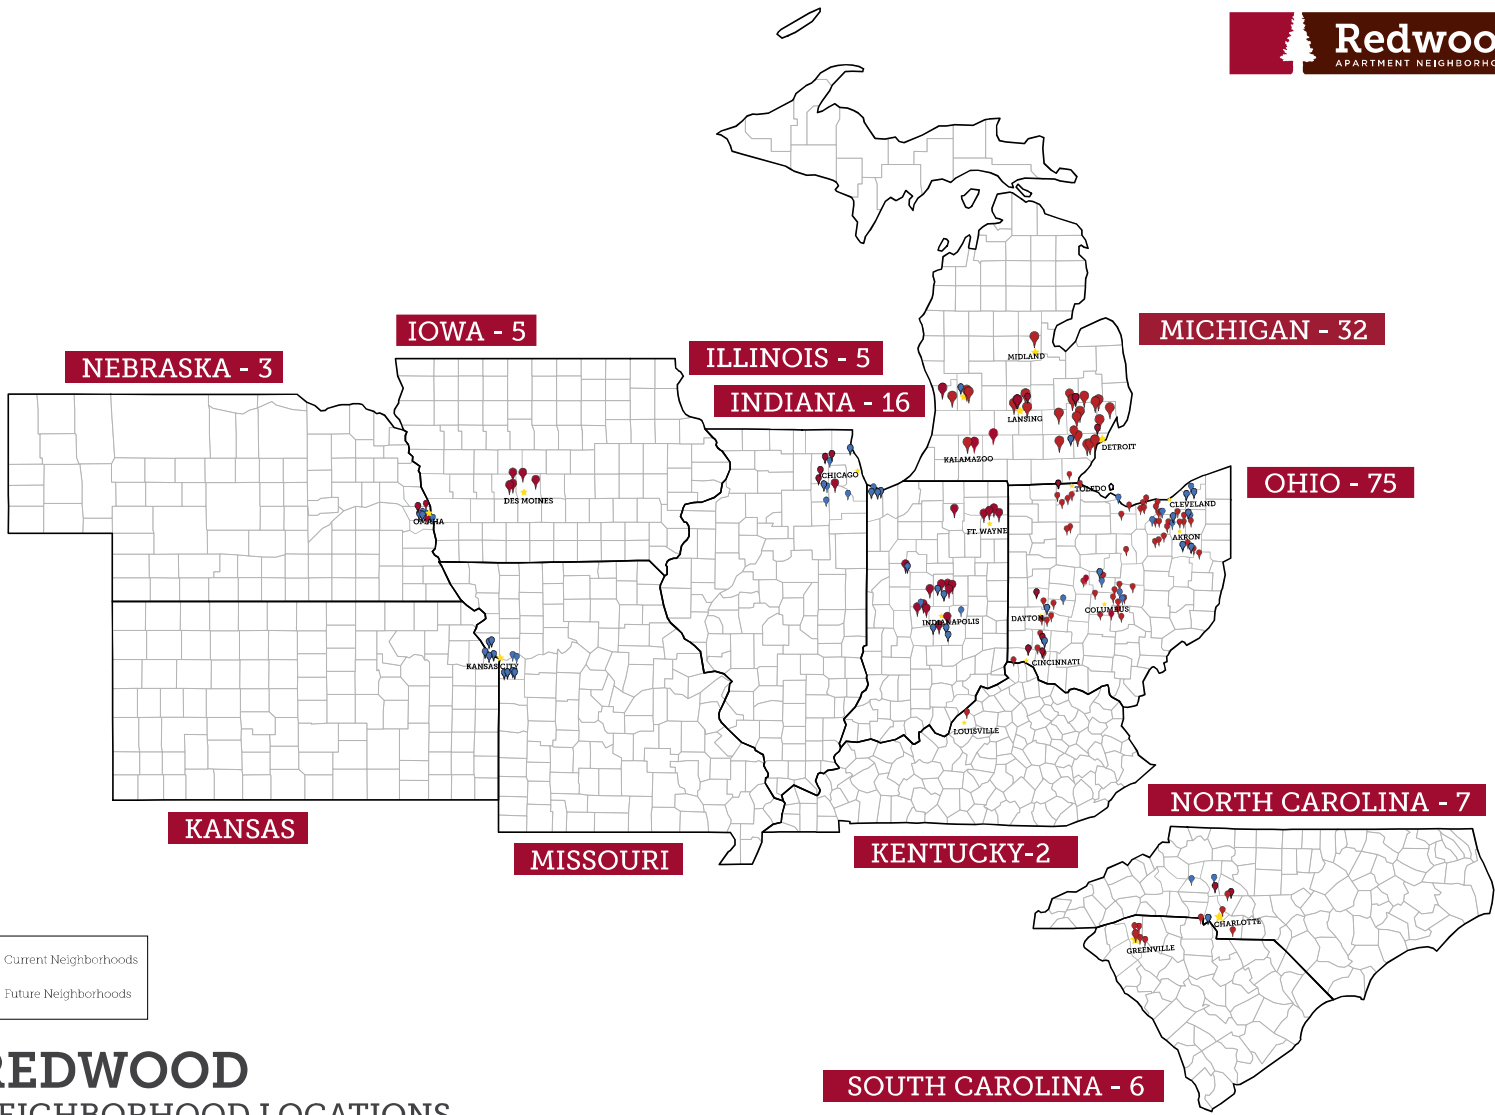 Redwoo
APARTMENT NEIGHBORHO
IOWA - 5
MICHIGAN - 32
ILLINOIS - 5
NEBRASKA - 3
MIDLAND
INDIANA - 16
LANSING
DETROIT
KALAMAZOO
CHICAGO
OHIO - 75
TOLEDO
DES MOINES
CLEVELAND
OMAHA
FT. WAYNE
AKRON
COLUMBUS
DAYTON
INDIANAPOLIS
CINCINNATI
KANSAS CITY
LOUISVILLE
NORTH CAROLINA - 7
KANSAS
KENTUCKY-2
MISSOURI
CHARLOTTE
GREENVILLE
Current Neighborhoods
Future Neighborhoods
REDWOOD
EIGHBORHOOD LOCATIONS
SOUTH CAROLINA - 6